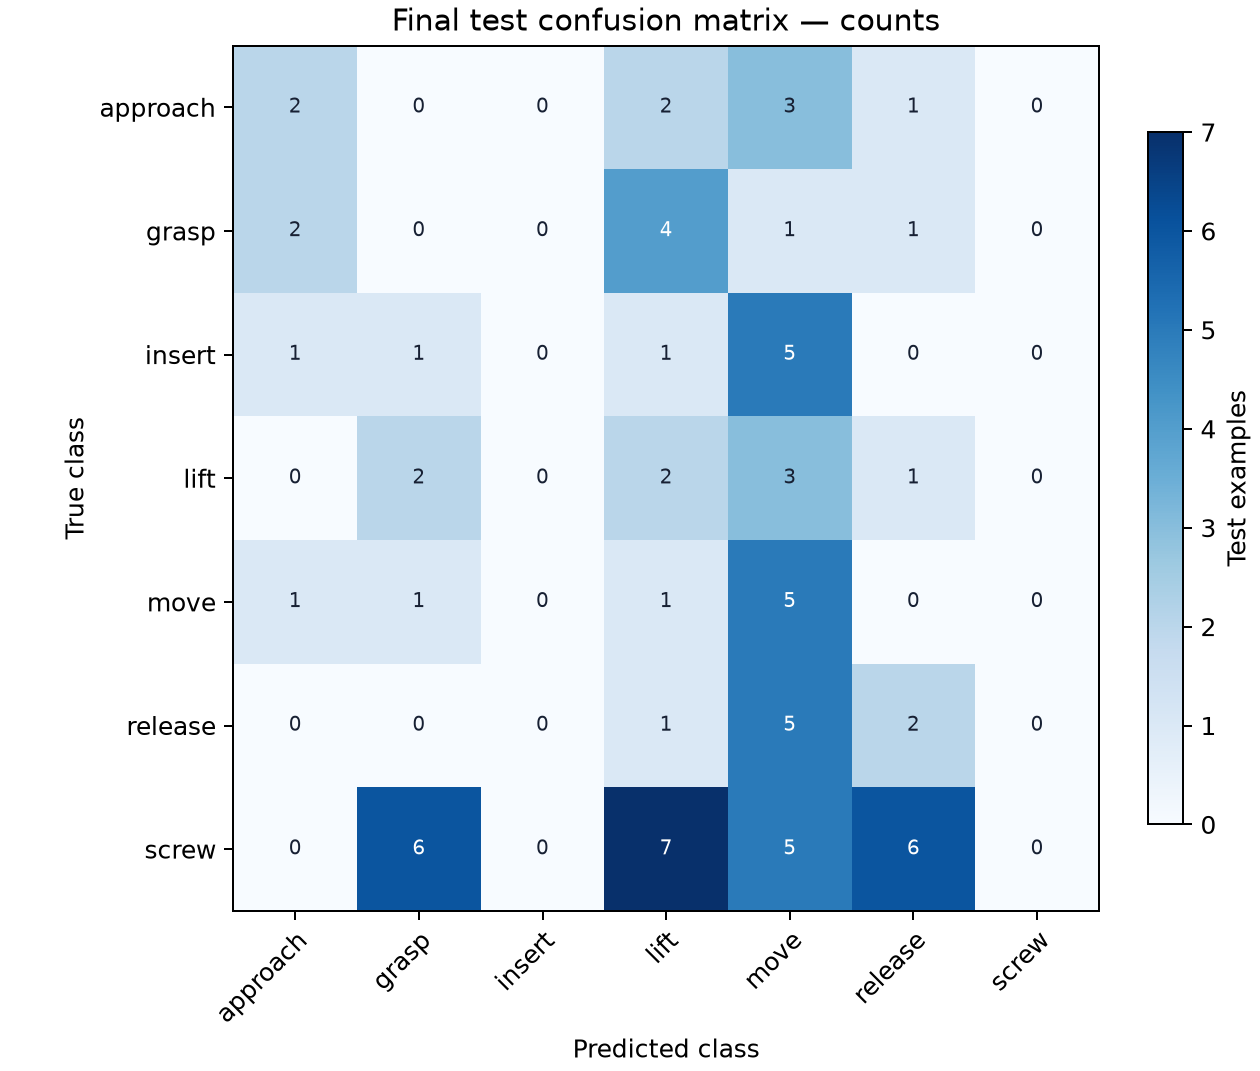 Final test confusion matrix — counts
approach 2 0 0 2 3 1 0
grasp 2 0 0 4 1 1 0
insert 1 1 0 1 5 0 0
lift 0 2 0 2 3 1 0
move 1 1 0 1 5 0 0
release 0 0 0 1 5 2 0
screw 0 6 0 7 5 6 0
approach grasp insert lift move release screw
Predicted class
True class
7
6
5
4
3
2
1
0
Test examples